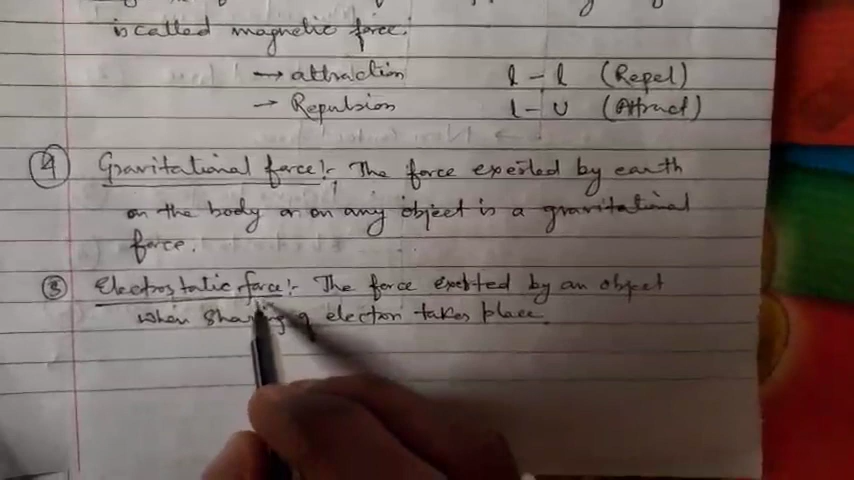 is called magnetic force.
→ attraction l - l (Repel)
→ Repulsion l - U (Attract)
④ Gravitational force :- The force exerted by earth
on the body or on any object is a gravitational
force.
③ Electrostatic force :- The force exerted by an object
when sharing of electron takes place.